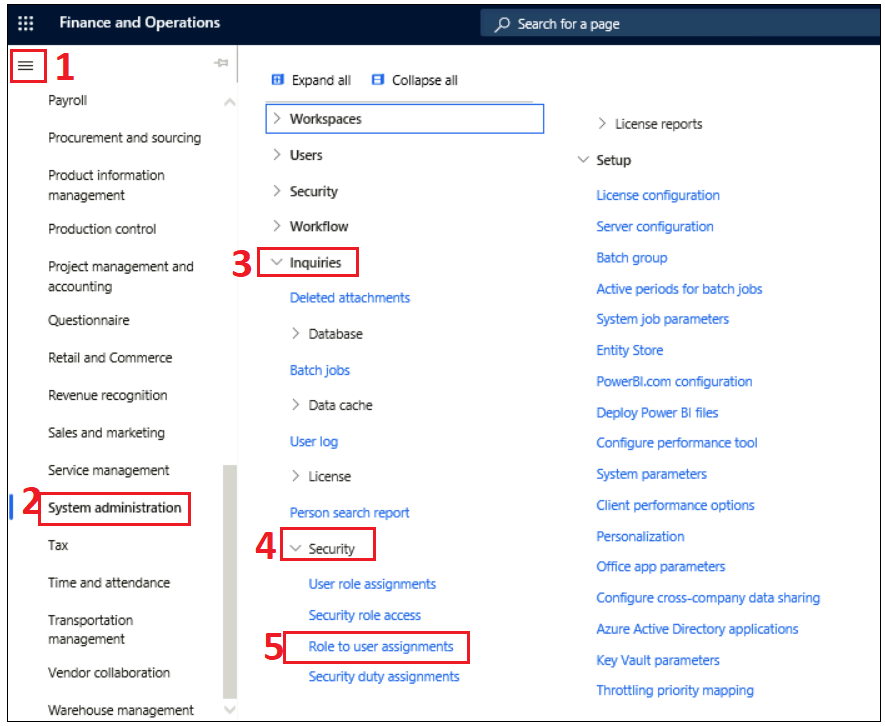 Finance and Operations
Search for a page
1
Payroll
Procurement and sourcing
Product information
management
Production control
Project management and
accounting
Questionnaire
Retail and Commerce
Revenue recognition
Sales and marketing
Service management
2
System administration
Tax
Time and attendance
Transportation
management
Vendor collaboration
Warehouse management
Expand all
Collapse all
Workspaces
Users
Security
Workflow
3
Inquiries
Deleted attachments
Database
Batch jobs
Data cache
User log
License
Person search report
4
Security
User role assignments
Security role access
5
Role to user assignments
Security duty assignments
License reports
Setup
License configuration
Server configuration
Batch group
Active periods for batch jobs
System job parameters
Entity Store
PowerBI.com configuration
Deploy Power BI files
Configure performance tool
System parameters
Client performance options
Personalization
Office app parameters
Configure cross-company data sharing
Azure Active Directory applications
Key Vault parameters
Throttling priority mapping